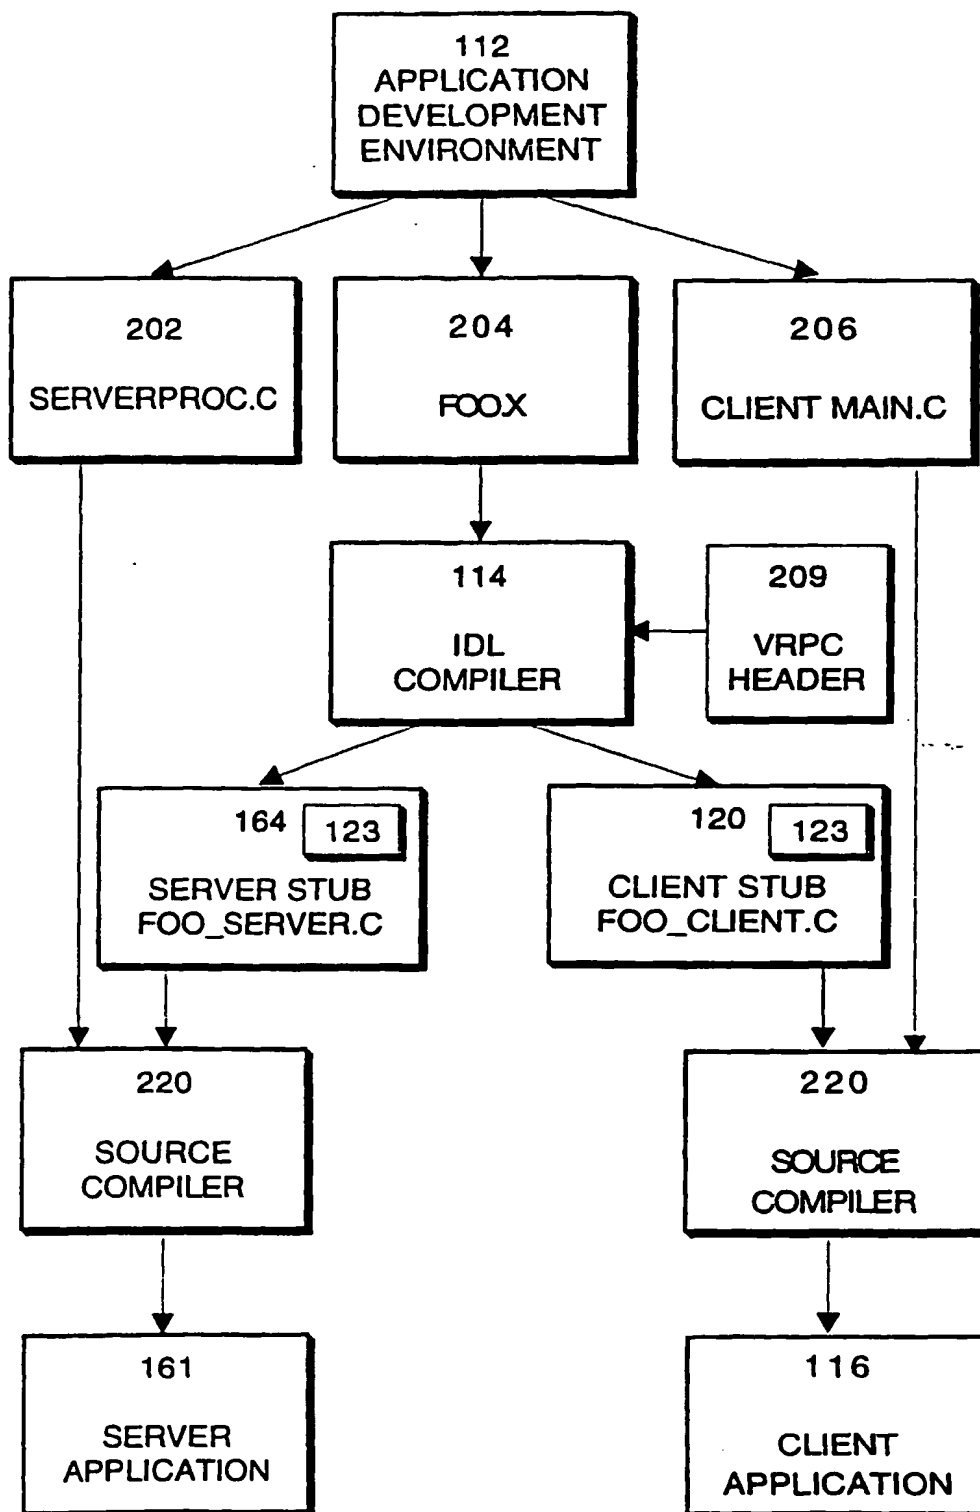 112
APPLICATION
DEVELOPMENT
ENVIRONMENT
202
SERVERPROC.C
204
FOO.X
206
CLIENT MAIN.C
114
IDL
COMPILER
209
VRPC
HEADER
164
123
SERVER STUB
FOO_SERVER.C
120
123
CLIENT STUB
FOO_CLIENT.C
220
SOURCE
COMPILER
220
SOURCE
COMPILER
161
SERVER
APPLICATION
116
CLIENT
APPLICATION